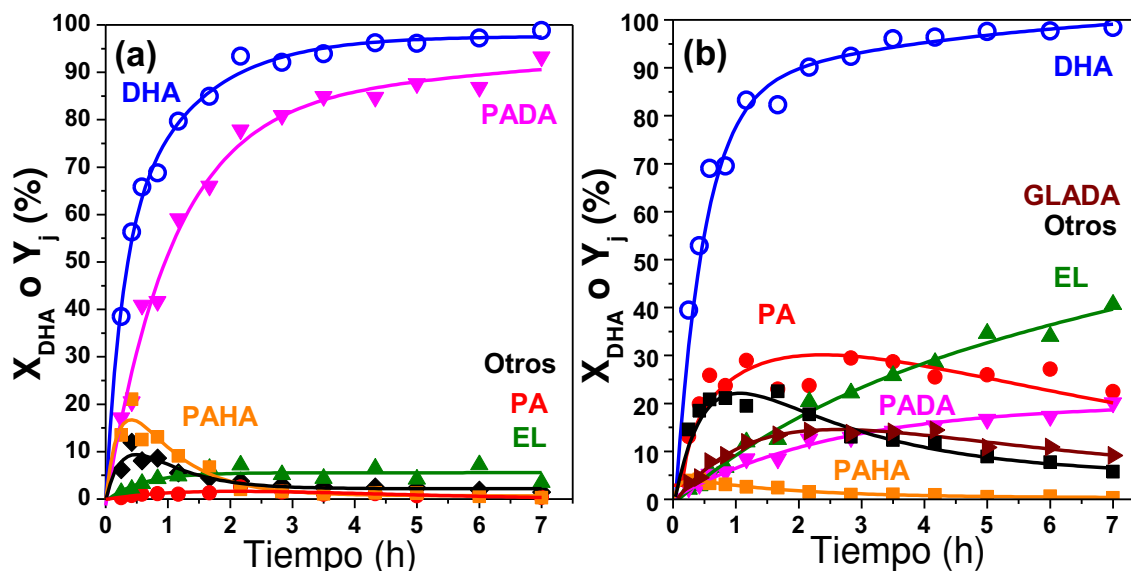 X_DHA o Y_j (%)
100
90
80
70
60
50
40
30
20
10
0
(a)
DHA
PADA
PAHA
Otros
PA
EL
0 1 2 3 4 5 6 7
Tiempo (h)
X_DHA o Y_j (%)
100
90
80
70
60
50
40
30
20
10
0
(b)
DHA
GLADA
Otros
EL
PA
PADA
PAHA
0 1 2 3 4 5 6 7
Tiempo (h)